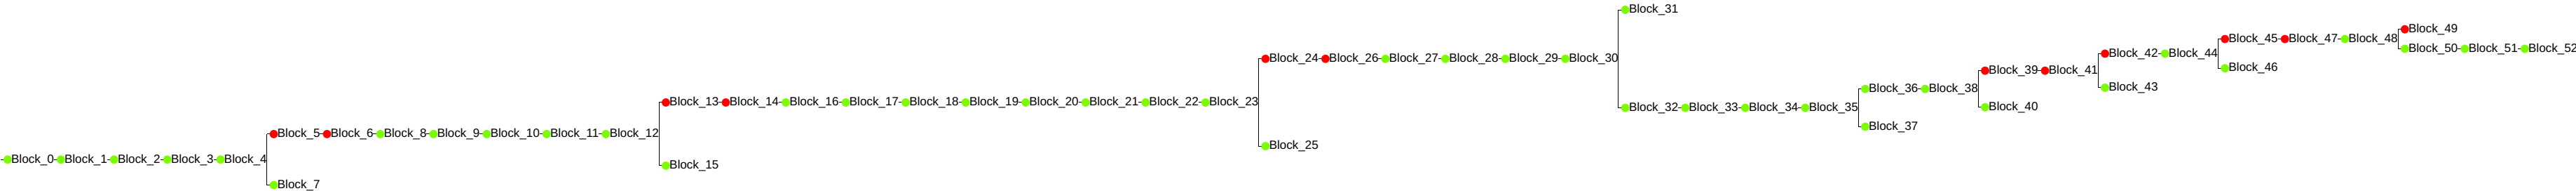 Block_31
Block_49
Block_45 Block_47 Block_48
Block_50 Block_51 Block_52
Block_42 Block_44
Block_24 Block_26 Block_27 Block_28 Block_29 Block_30
Block_46
Block_39 Block_41
Block_43
Block_36 Block_38
Block_13 Block_14 Block_16 Block_17 Block_18 Block_19 Block_20 Block_21 Block_22 Block_23
Block_32 Block_33 Block_34 Block_35
Block_40
Block_37
Block_5 Block_6 Block_8 Block_9 Block_10 Block_11 Block_12
Block_25
Block_0 Block_1 Block_2 Block_3 Block_4
Block_15
Block_7